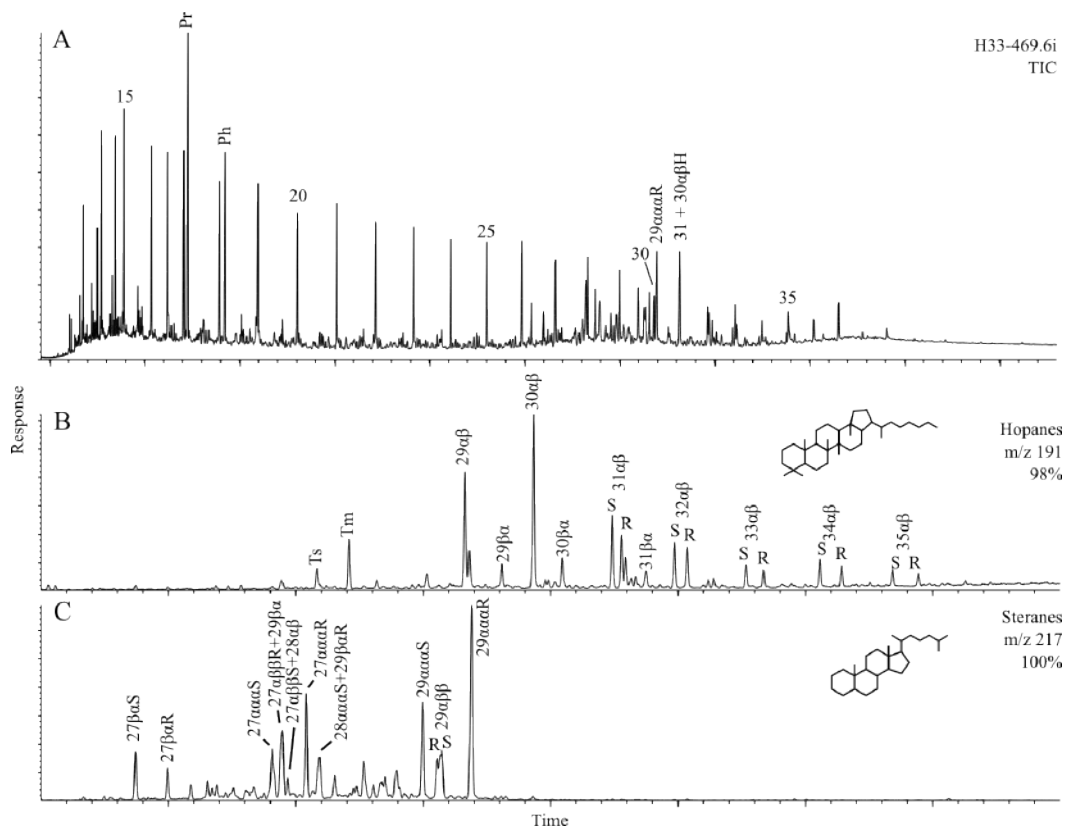 A
H33-469.6i
TIC
Pr
15
Ph
20
25
30
29αααR
31 + 30αβH
35
Response
B
Hopanes
m/z 191
98%
Ts
Tm
29αβ
29βα
30αβ
30βα
S 31αβ R
31βα
S 32αβ R
S 33αβ R
S 34αβ R
S 35αβ R
C
Steranes
m/z 217
100%
27βαS
27βαR
27αααS
27αββR+29βα
27αββS+28αβ
27αααR
28αααS+29βαR
29αααS
R 29αββ S
29αααR
Time